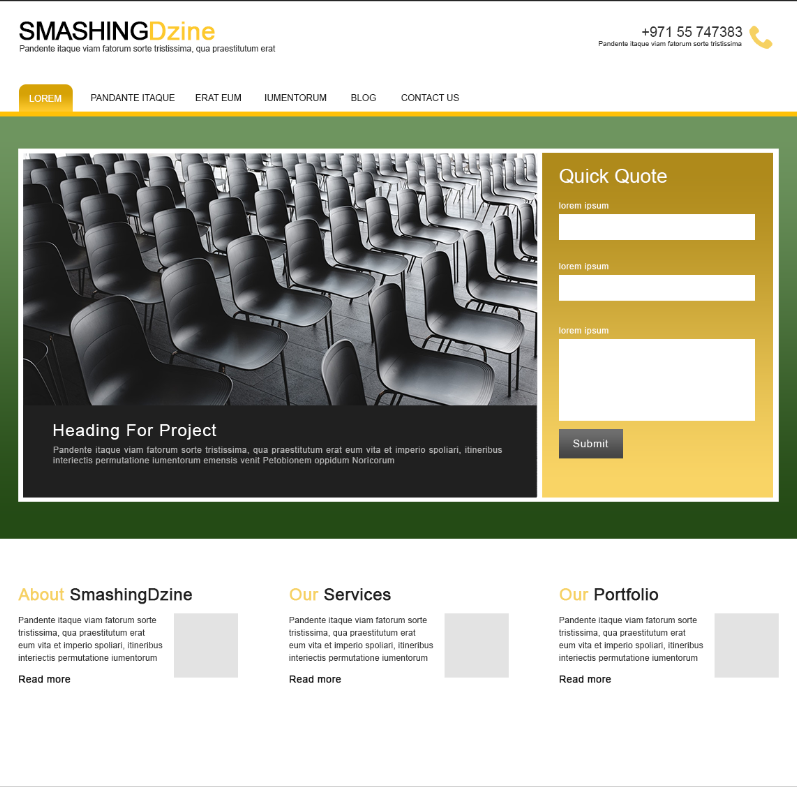 SMASHINGDzine
Pandente itaque viam fatorum sorte tristissima, qua praestitutum erat
+971 55 747383
Pandente itaque viam fatorum sorte tristissima
LOREM PANDANTE ITAQUE ERAT EUM IUMENTORUM BLOG CONTACT US
Heading For Project
Pandente itaque viam fatorum sorte tristissima, qua praestitutum erat eum vita et imperio spoliari, itineribus
interiectis permutatione iumentorum emensis venit Petobionem oppidum Noricorum
Quick Quote
lorem ipsum
lorem ipsum
lorem ipsum
Submit
About SmashingDzine
Pandente itaque viam fatorum sorte
tristissima, qua praestitutum erat
eum vita et imperio spoliari, itineribus
interiectis permutatione iumentorum
Read more
Our Services
Pandente itaque viam fatorum sorte
tristissima, qua praestitutum erat
eum vita et imperio spoliari, itineribus
interiectis permutatione iumentorum
Read more
Our Portfolio
Pandente itaque viam fatorum sorte
tristissima, qua praestitutum erat
eum vita et imperio spoliari, itineribus
interiectis permutatione iumentorum
Read more